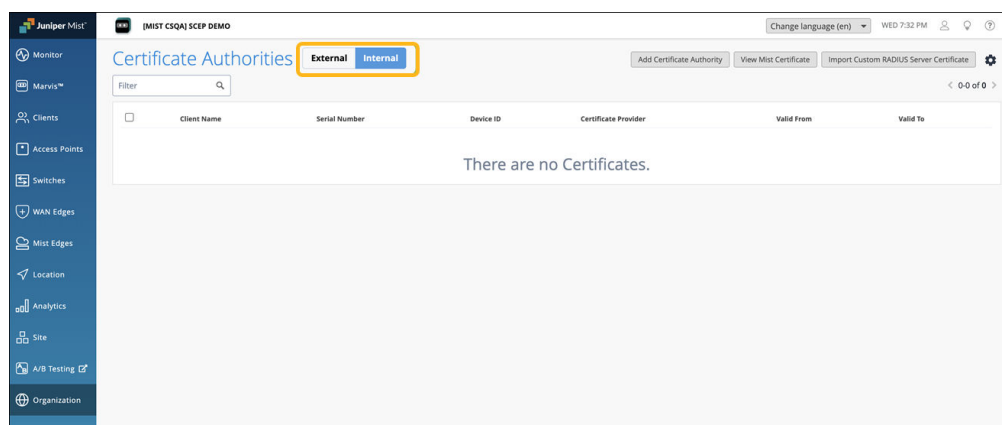 Juniper Mist™
[MIST CSQA] SCEP DEMO
Change language (en)
WED 7:32 PM
Monitor
Marvis™
Clients
Access Points
Switches
WAN Edges
Mist Edges
Location
Analytics
Site
A/B Testing
Organization
Certificate Authorities
External Internal
Add Certificate Authority
View Mist Certificate
Import Custom RADIUS Server Certificate
Filter
0-0 of 0
Client Name Serial Number Device ID Certificate Provider Valid From Valid To
There are no Certificates.